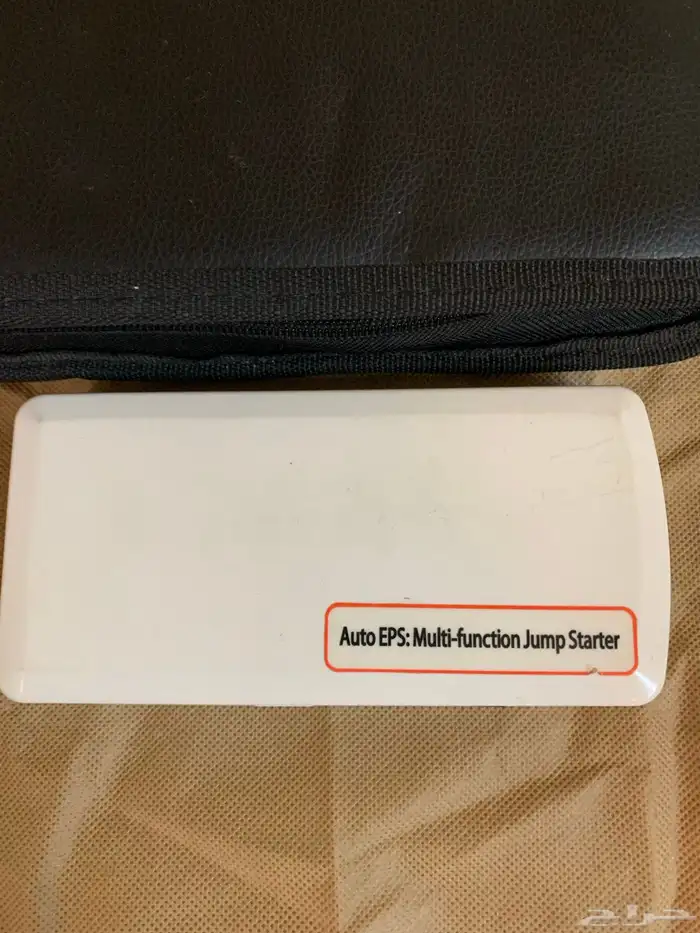 Auto EPS: Multi-function Jump Starter
حراج